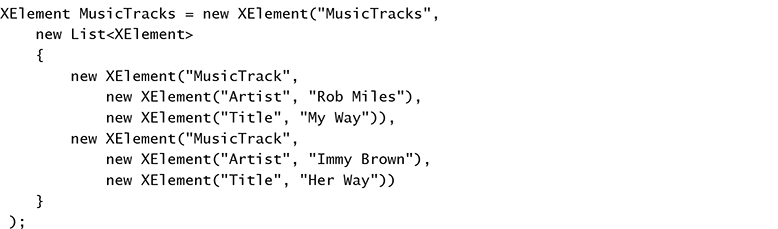 XElement MusicTracks = new XElement("MusicTracks",
    new List<XElement>
    {
        new XElement("MusicTrack",
            new XElement("Artist", "Rob Miles"),
            new XElement("Title", "My Way")),
        new XElement("MusicTrack",
            new XElement("Artist", "Immy Brown"),
            new XElement("Title", "Her Way"))
    }
 );